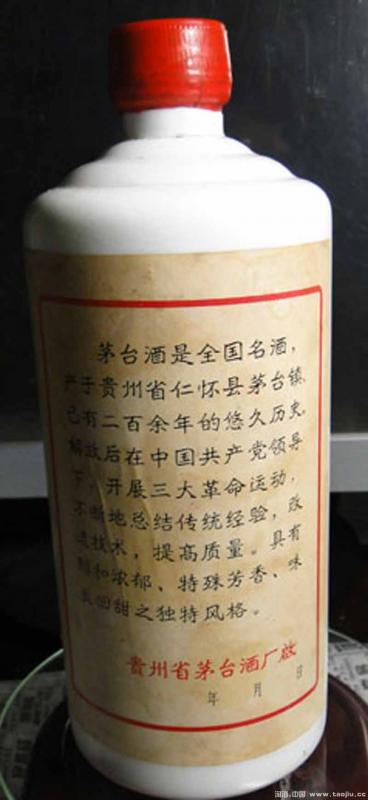 茅台酒是全国名酒，
产于贵州省仁怀县茅台镇，
已有二百余年的悠久历史。
解放后在中国共产党领导
下，开展三大革命运动，
不断地总结传统经验，改
进技术，提高质量。具有
醇和浓郁、特殊芳香、味
长回甜之独特风格。
贵州省茅台酒厂啟
年 月 日
www.taojiu.cc